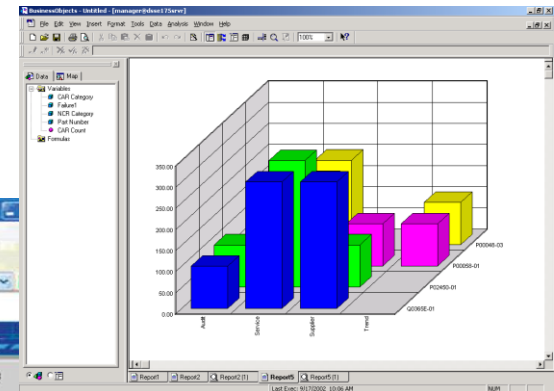 BusinessObjects - Untitled - [manager@dsset175srvr]
File Edit View Insert Format Tools Data Analysis Window Help
100%
Data Map
Variables
CAR Category
Failure1
NCR Category
Part Number
CAR Count
Formulas
350.00
300.00
250.00
200.00
150.00
100.00
50.00
0.00
Audit
Service
Supplier
Trend
P00046-03
P00058-01
P02450-01
Q0365E-01
Report1 Report2 Report2 (1) Report5 Report5 (1)
Last Exec: 9/17/2002 10:06 AM NUM